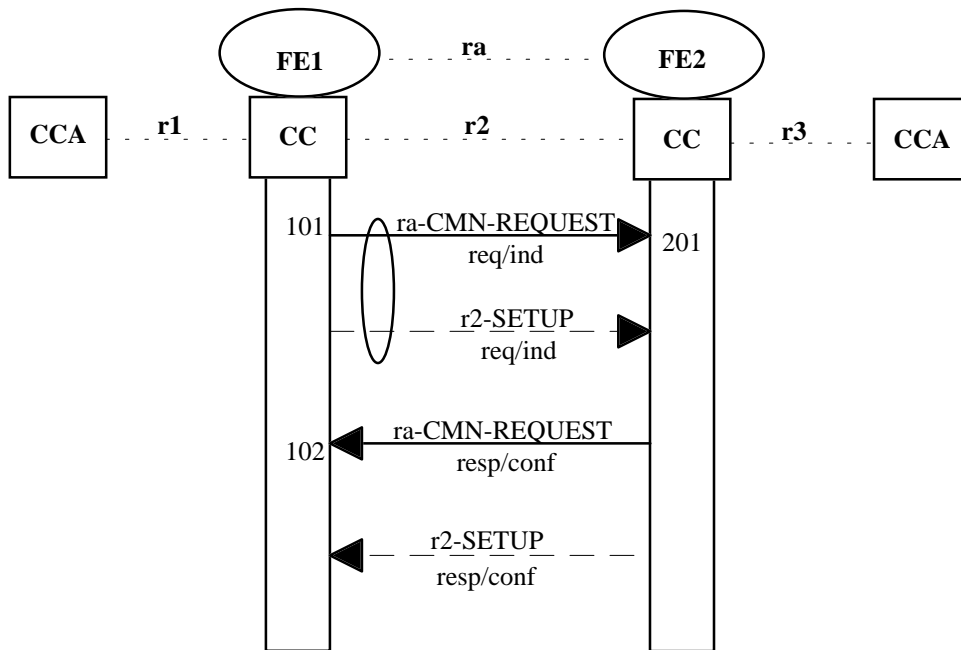 FE1
ra
FE2
CCA
r1
CC
r2
CC
r3
CCA
101
ra-CMN-REQUEST
req/ind
201
r2-SETUP
req/ind
102
ra-CMN-REQUEST
resp/conf
r2-SETUP
resp/conf